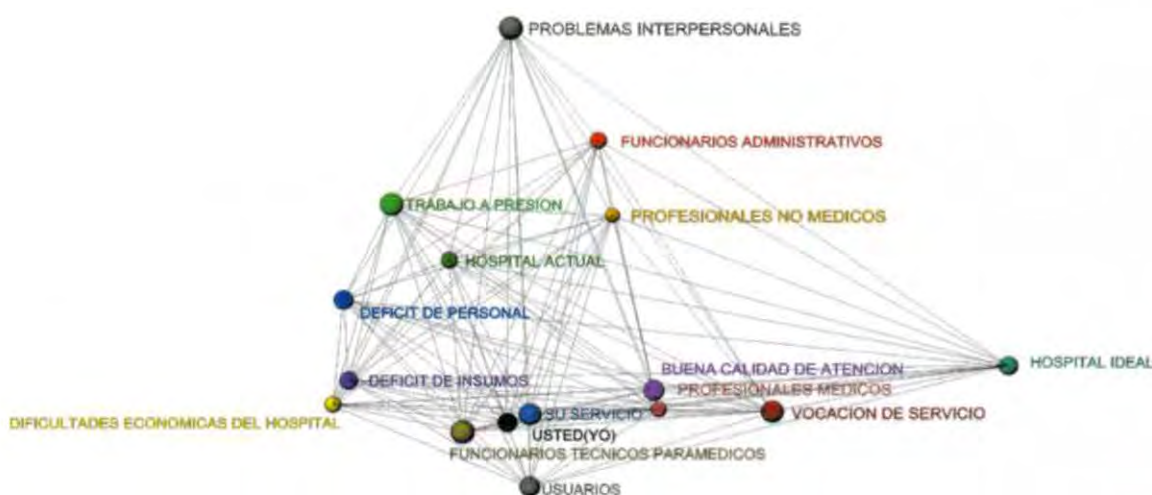 PROBLEMAS INTERPERSONALES
FUNCIONARIOS ADMINISTRATIVOS
TRABAJO A PRESION
PROFESIONALES NO MEDICOS
HOSPITAL ACTUAL
DEFICIT DE PERSONAL
HOSPITAL IDEAL
BUENA CALIDAD DE ATENCION
DEFICIT DE INSUMOS
PROFESIONALES MEDICOS
DIFICULTADES ECONOMICAS DEL HOSPITAL
SU SERVICIO
VOCACION DE SERVICIO
USTED(YO)
FUNCIONARIOS TECNICOS PARAMEDICOS
USUARIOS